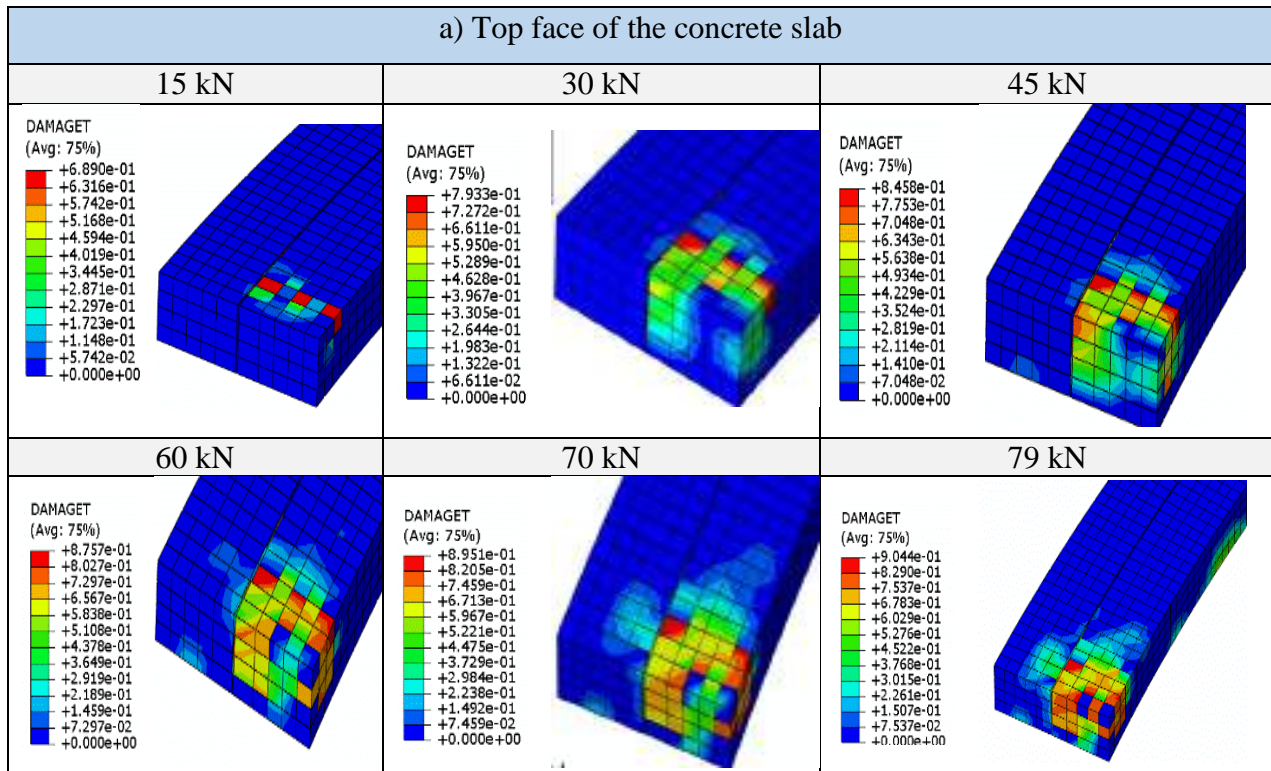 a) Top face of the concrete slab
15 kN
30 kN
45 kN
DAMAGET
(Avg: 75%)
+6.890e-01
+6.316e-01
+5.742e-01
+5.168e-01
+4.594e-01
+4.019e-01
+3.445e-01
+2.871e-01
+2.297e-01
+1.723e-01
+1.148e-01
+5.742e-02
+0.000e+00
DAMAGET
(Avg: 75%)
+7.933e-01
+7.272e-01
+6.611e-01
+5.950e-01
+5.289e-01
+4.628e-01
+3.967e-01
+3.305e-01
+2.644e-01
+1.983e-01
+1.322e-01
+6.611e-02
+0.000e+00
DAMAGET
(Avg: 75%)
+8.458e-01
+7.753e-01
+7.048e-01
+6.343e-01
+5.638e-01
+4.934e-01
+4.229e-01
+3.524e-01
+2.819e-01
+2.114e-01
+1.410e-01
+7.048e-02
+0.000e+00
60 kN
70 kN
79 kN
DAMAGET
(Avg: 75%)
+8.757e-01
+8.027e-01
+7.297e-01
+6.567e-01
+5.838e-01
+5.108e-01
+4.378e-01
+3.649e-01
+2.919e-01
+2.189e-01
+1.459e-01
+7.297e-02
+0.000e+00
DAMAGET
(Avg: 75%)
+8.951e-01
+8.205e-01
+7.459e-01
+6.713e-01
+5.967e-01
+5.221e-01
+4.475e-01
+3.729e-01
+2.984e-01
+2.238e-01
+1.492e-01
+7.459e-02
+0.000e+00
DAMAGET
(Avg: 75%)
+9.044e-01
+8.290e-01
+7.537e-01
+6.783e-01
+6.029e-01
+5.276e-01
+4.522e-01
+3.768e-01
+3.015e-01
+2.261e-01
+1.507e-01
+7.537e-02
+0.000e+00